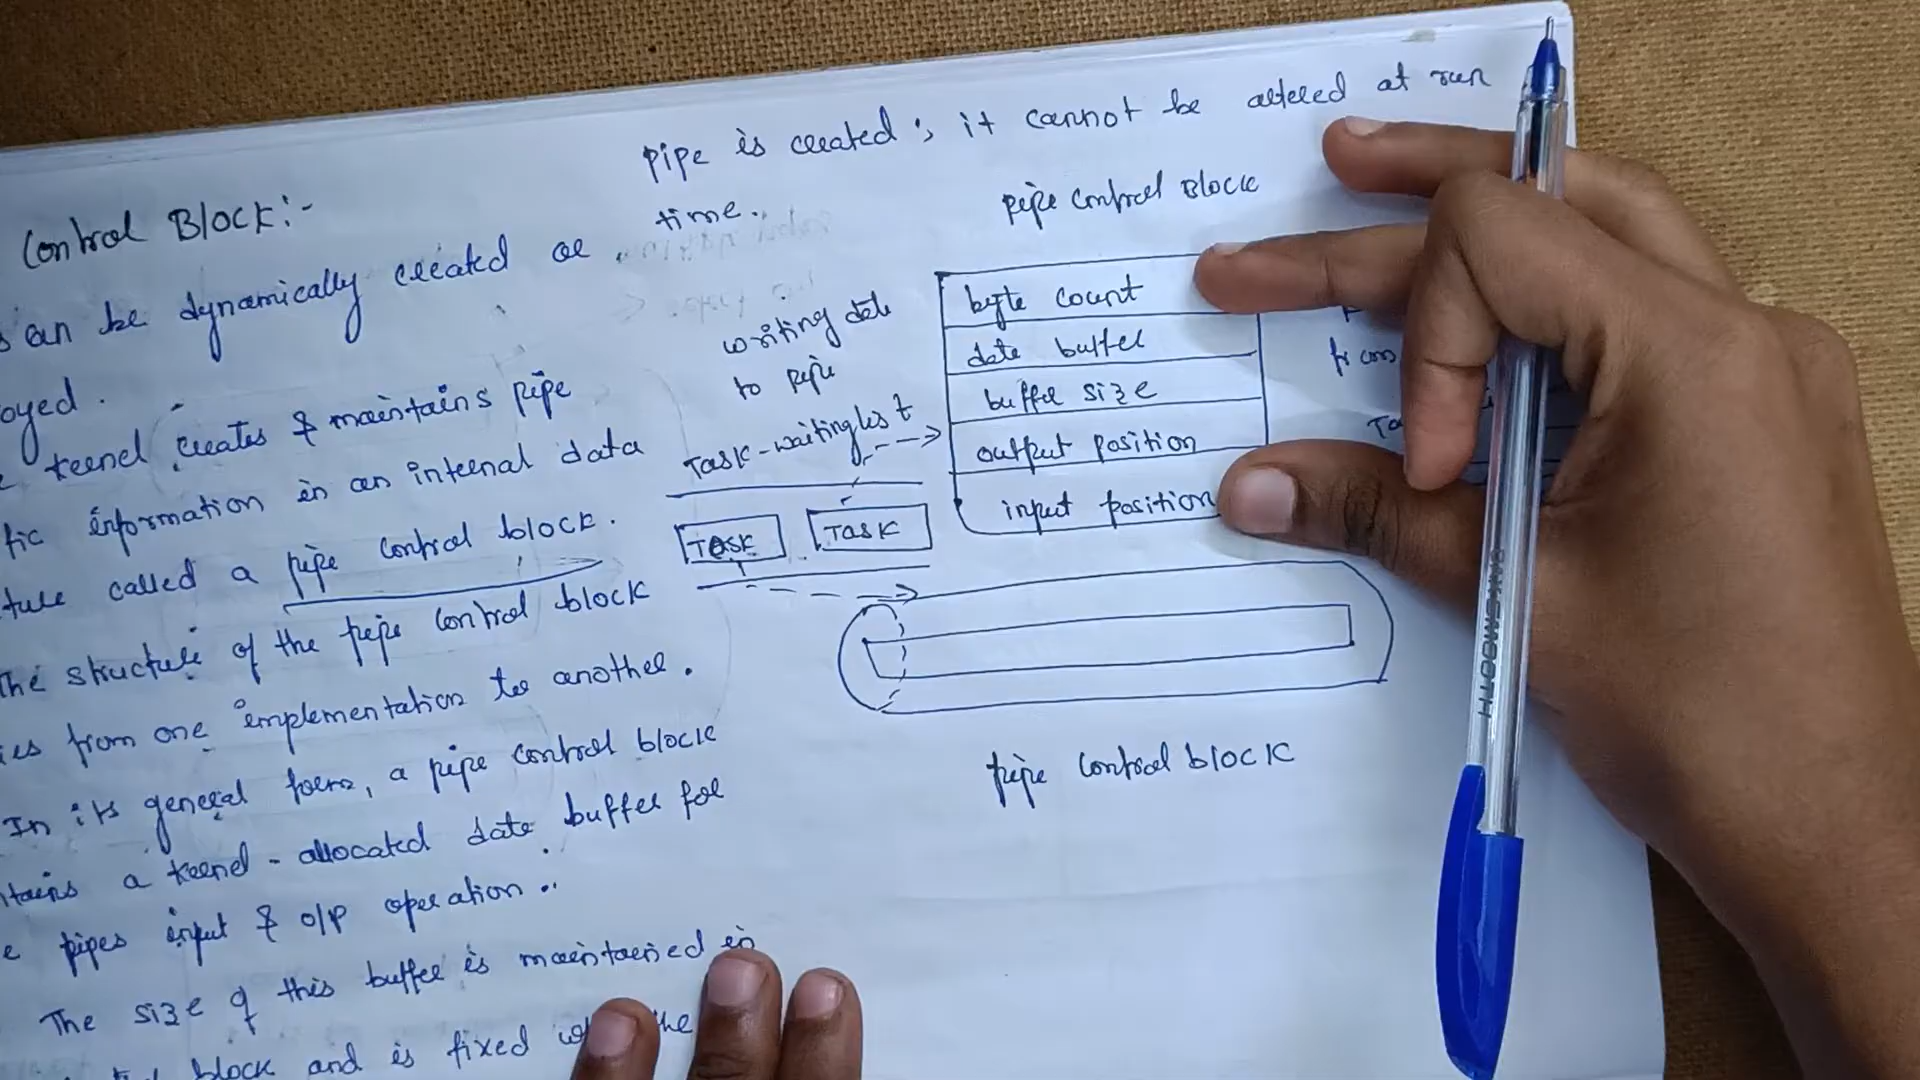 Control Block:-
can be dynamically created or
oyed.
kernel creates & maintains pipe
fic information in an internal data
ture called a pipe control block.
The structure of the pipe control block
ies from one implementation to another.
In its general form, a pipe control block
ntains a kernel-allocated data buffer for
e pipes input & o/p operation.
The size of this buffer is maintained in
block and is fixed the
pipe is created; it cannot be altered at run
time.
pipe control Block
writing data
to pipe
Task-waiting list
TASK
TASK
byte count
data buffer
buffer size
output position
input position
from
Ta
pipe control block
SMOOTH